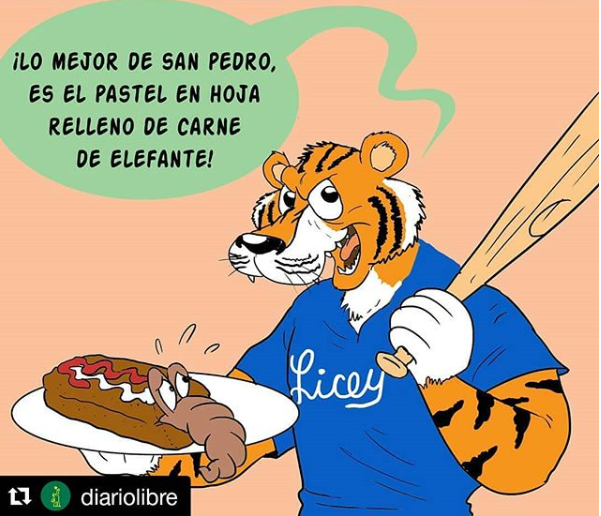 ¡LO MEJOR DE SAN PEDRO,
ES EL PASTEL EN HOJA
RELLENO DE CARNE
DE ELEFANTE!
Licey
diariolibre